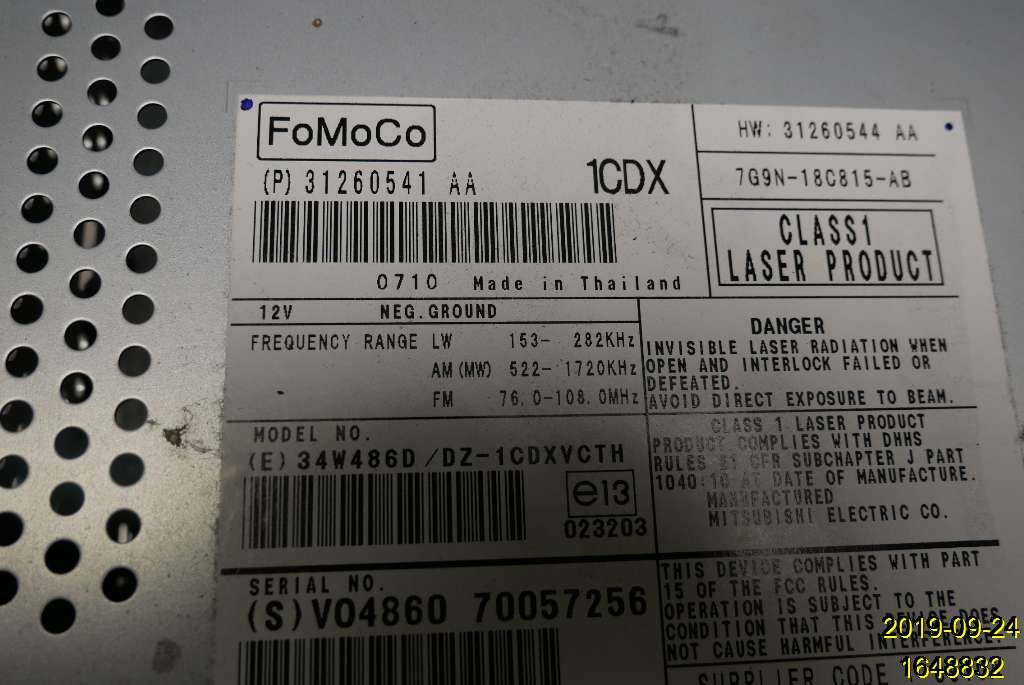 FoMoCo
(P) 31260541 AA
1CDX
0710 Made in Thailand
HW: 31260544 AA
7G9N-18C815-AB
CLASS1
LASER PRODUCT
12V NEG.GROUND
FREQUENCY RANGE LW 153- 282KHz
AM(MW) 522- 1720KHz
FM 76.0-108.0MHz
DANGER
INVISIBLE LASER RADIATION WHEN
OPEN AND INTERLOCK FAILED OR
DEFEATED.
AVOID DIRECT EXPOSURE TO BEAM.
MODEL NO.
(E) 34W486D/DZ-1CDXVCTH
e13
023203
CLASS 1 LASER PRODUCT
PRODUCT COMPLIES WITH DHHS
RULES 21 CFR SUBCHAPTER J PART
1040:10 AT DATE OF MANUFACTURE.
MANUFACTURED
MITSUBISHI ELECTRIC CO.
SERIAL NO.
(S) VO4860 70057256
THIS DEVICE COMPLIES WITH PART
15 OF THE FCC RULES.
OPERATION IS SUBJECT TO THE
CONDITION THAT THIS DEVICE DOES
NOT CAUSE HARMFUL INTERFERENCE.
SUPPLIER CODE
2019-09-24
1648832